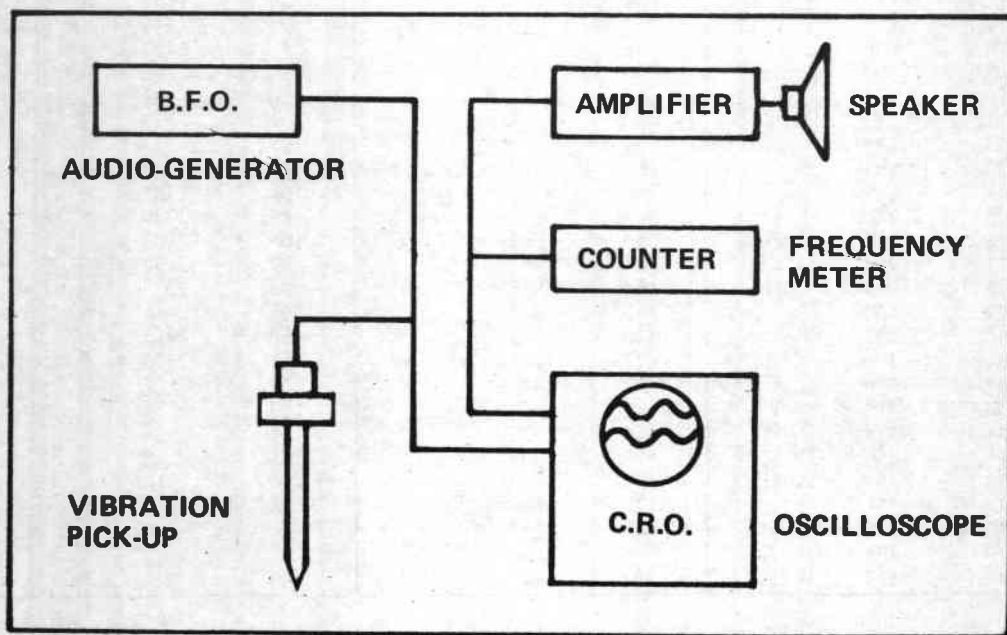 B.F.O.
AUDIO-GENERATOR
AMPLIFIER
SPEAKER
COUNTER
FREQUENCY
METER
VIBRATION
PICK-UP
C.R.O.
OSCILLOSCOPE